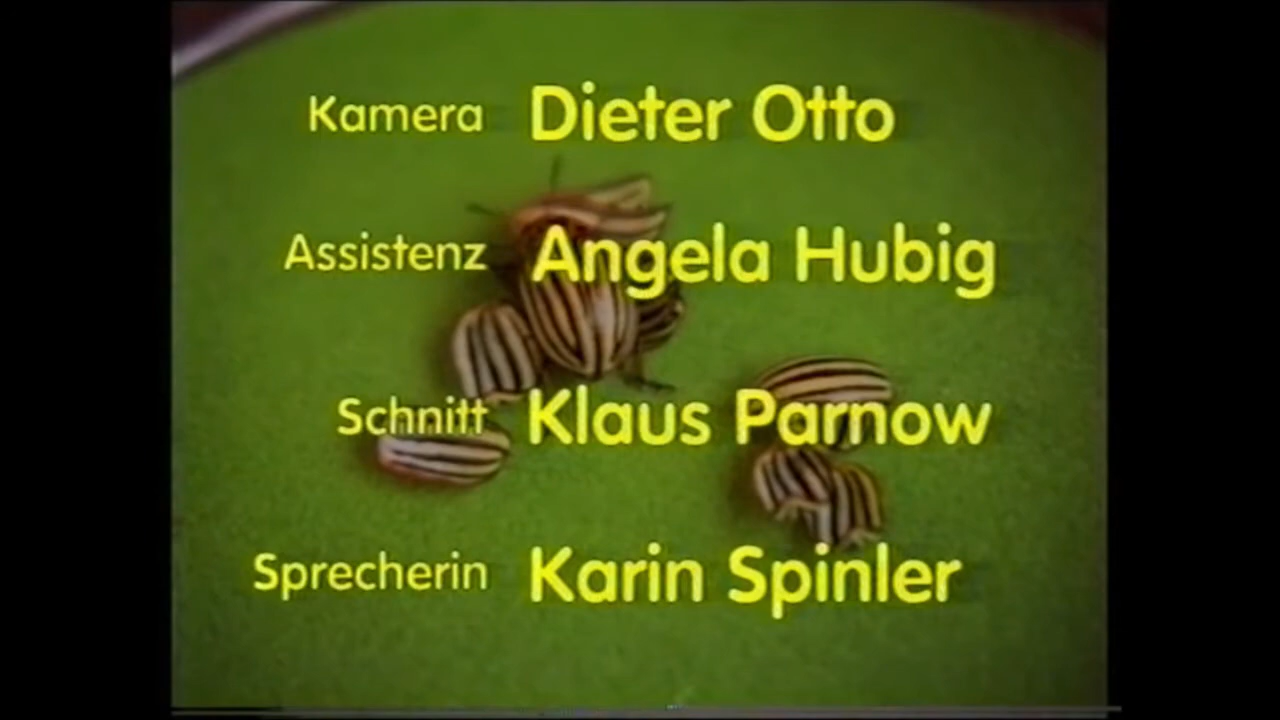 Kamera Dieter Otto
Assistenz Angela Hubig
Schnitt Klaus Parnow
Sprecherin Karin Spinler